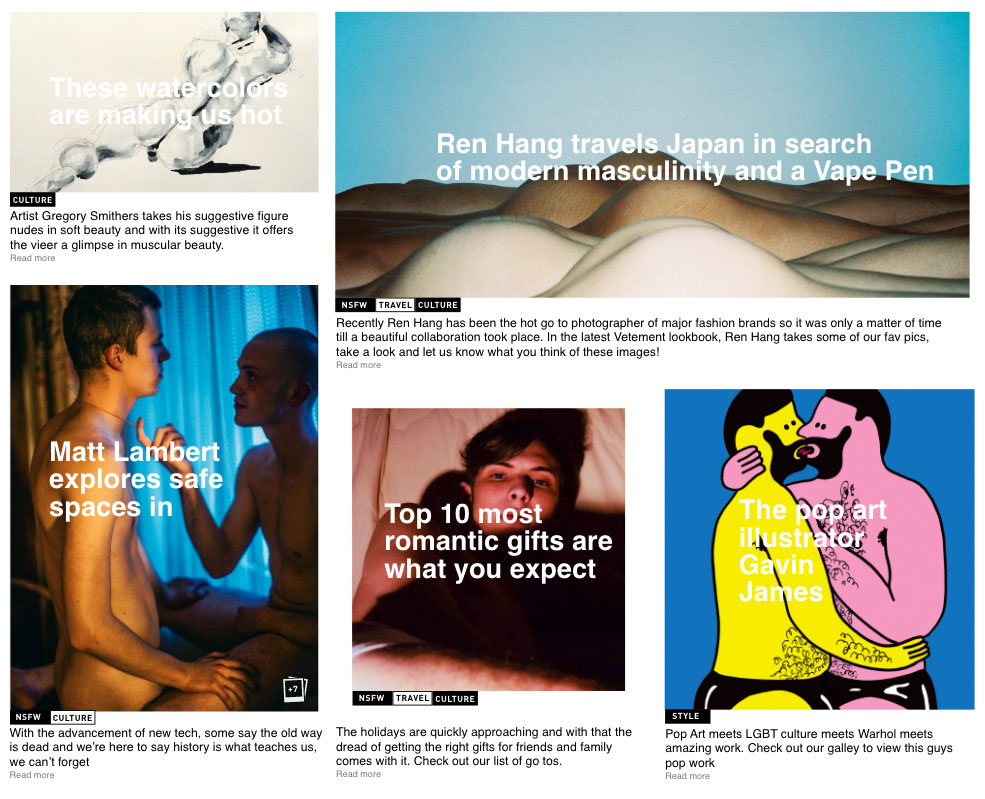 These watercolors
are making us hot
CULTURE
Artist Gregory Smithers takes his suggestive figure
nudes in soft beauty and with its suggestive it offers
the vieer a glimpse in muscular beauty.
Read more
Ren Hang travels Japan in search
of modern masculinity and a Vape Pen
NSFW TRAVEL CULTURE
Recently Ren Hang has been the hot go to photographer of major fashion brands so it was only a matter of time
till a beautiful collaboration took place. In the latest Vetement lookbook, Ren Hang takes some of our fav pics,
take a look and let us know what you think of these images!
Read more
Matt Lambert
explores safe
spaces in
+7
NSFW CULTURE
With the advancement of new tech, some say the old way
is dead and we're here to say history is what teaches us,
we can't forget
Read more
Top 10 most
romantic gifts are
what you expect
NSFW TRAVEL CULTURE
The holidays are quickly approaching and with that the
dread of getting the right gifts for friends and family
comes with it. Check out our list of go tos.
Read more
The pop art
illustrator
Gavin
James
STYLE
Pop Art meets LGBT culture meets Warhol meets
amazing work. Check out our galley to view this guys
pop work
Read more